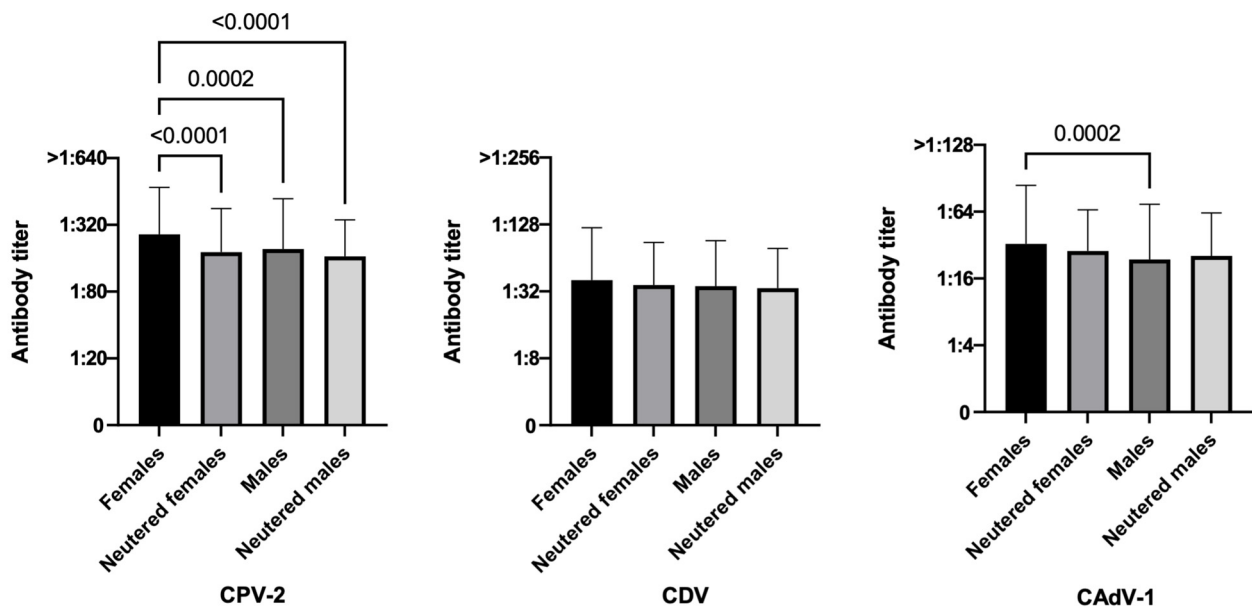 <0.0001
0.0002
<0.0001
>1:640
1:320
1:80
1:20
0
Antibody titer
Females
Neutered females
Males
Neutered males
CPV-2
>1:256
1:128
1:32
1:8
0
Antibody titer
Females
Neutered females
Males
Neutered males
CDV
0.0002
>1:128
1:64
1:16
1:4
0
Antibody titer
Females
Neutered females
Males
Neutered males
CAdV-1